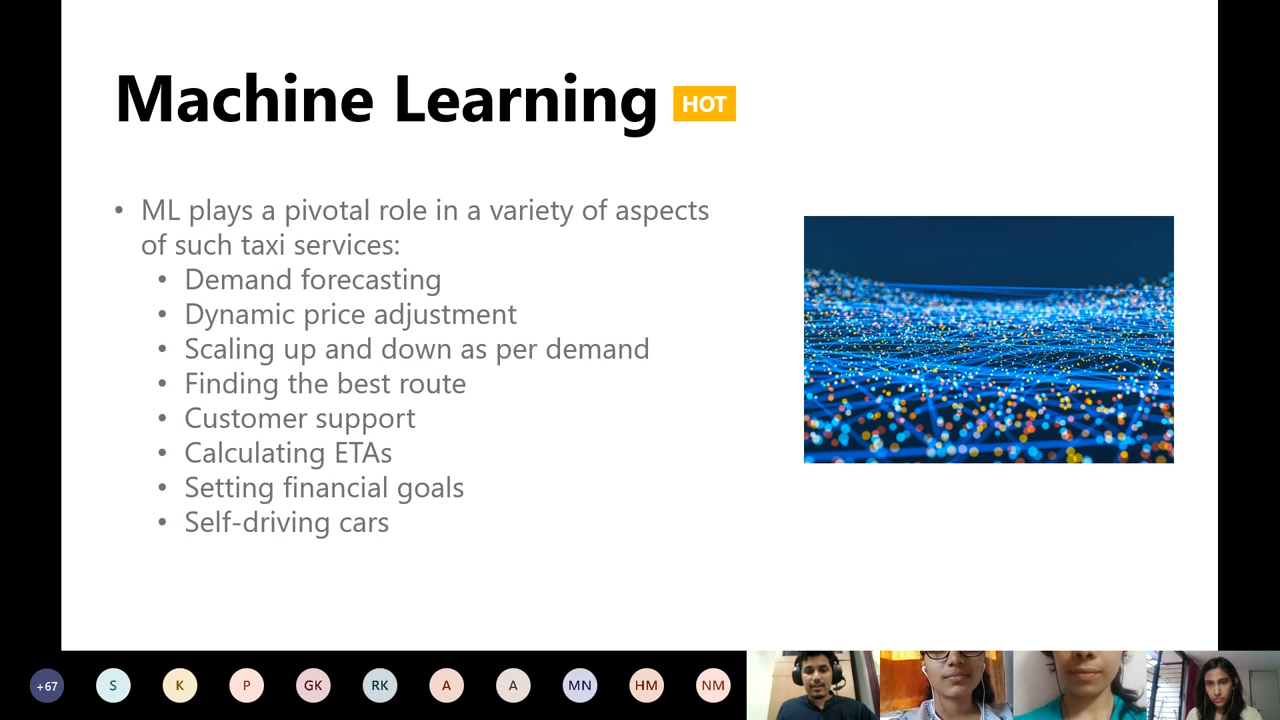 Machine Learning HOT
• ML plays a pivotal role in a variety of aspects
of such taxi services:
• Demand forecasting
• Dynamic price adjustment
• Scaling up and down as per demand
• Finding the best route
• Customer support
• Calculating ETAs
• Setting financial goals
• Self-driving cars
+67 S K P GK RK A A MN HM NM